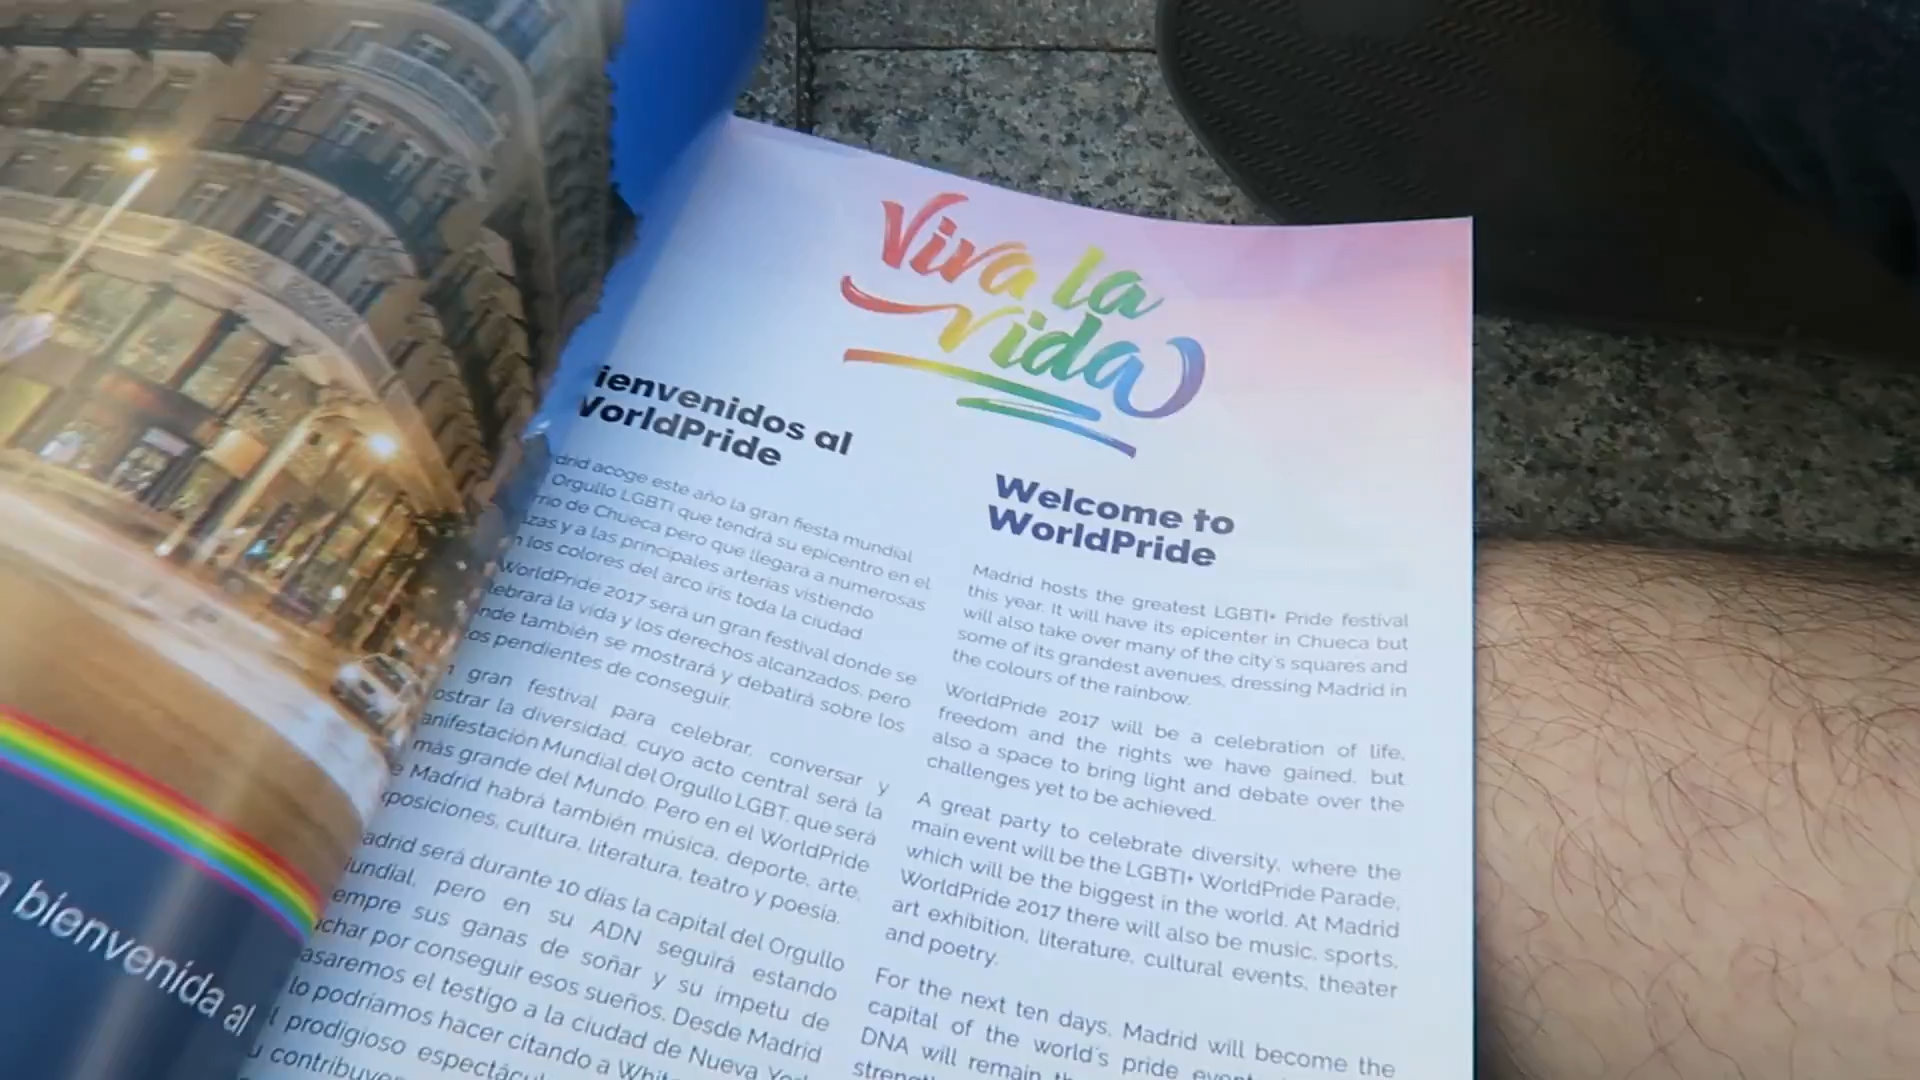 bienvenida al
Viva la
vida
ienvenidos al
WorldPride
drid acoge este año la gran fiesta mundial
Orgullo LGBTI que tendrá su epicentro en el
rrio de Chueca pero que llegará a numerosas
zas y a las principales arterias vistiendo
n los colores del arco iris toda la ciudad
WorldPride 2017 será un gran festival donde se
lebrará la vida y los derechos alcanzados, pero
nde también se mostrará y debatirá sobre los
tos pendientes de conseguir.
gran festival para celebrar, conversar y
ostrar la diversidad, cuyo acto central será la
anifestación Mundial del Orgullo LGBT, que será
más grande del Mundo. Pero en el WorldPride
e Madrid habrá también música, deporte, arte,
xposiciones, cultura, literatura, teatro y poesía.
adrid será durante 10 días la capital del Orgullo
undial, pero en su ADN seguirá estando
empre sus ganas de soñar y su ímpetu de
char por conseguir esos sueños. Desde Madrid
asaremos el testigo a la ciudad de Nueva
lo podríamos hacer citando a
l prodigioso
u
Welcome to
WorldPride
Madrid hosts the greatest LGBTI+ Pride festival
this year. It will have its epicenter in Chueca but
will also take over many of the city's squares and
some of its grandest avenues, dressing Madrid in
the colours of the rainbow.
WorldPride 2017 will be a celebration of life,
freedom and the rights we have gained, but
also a space to bring light and debate over the
challenges yet to be achieved.
A great party to celebrate diversity, where the
main event will be the LGBTI+ WorldPride Parade,
which will be the biggest in the world. At Madrid
WorldPride 2017 there will also be music, sports,
art exhibition, literature, cultural events, theater
and poetry.
For the next ten days, Madrid will become the
capital of the world's pride
DNA will remain